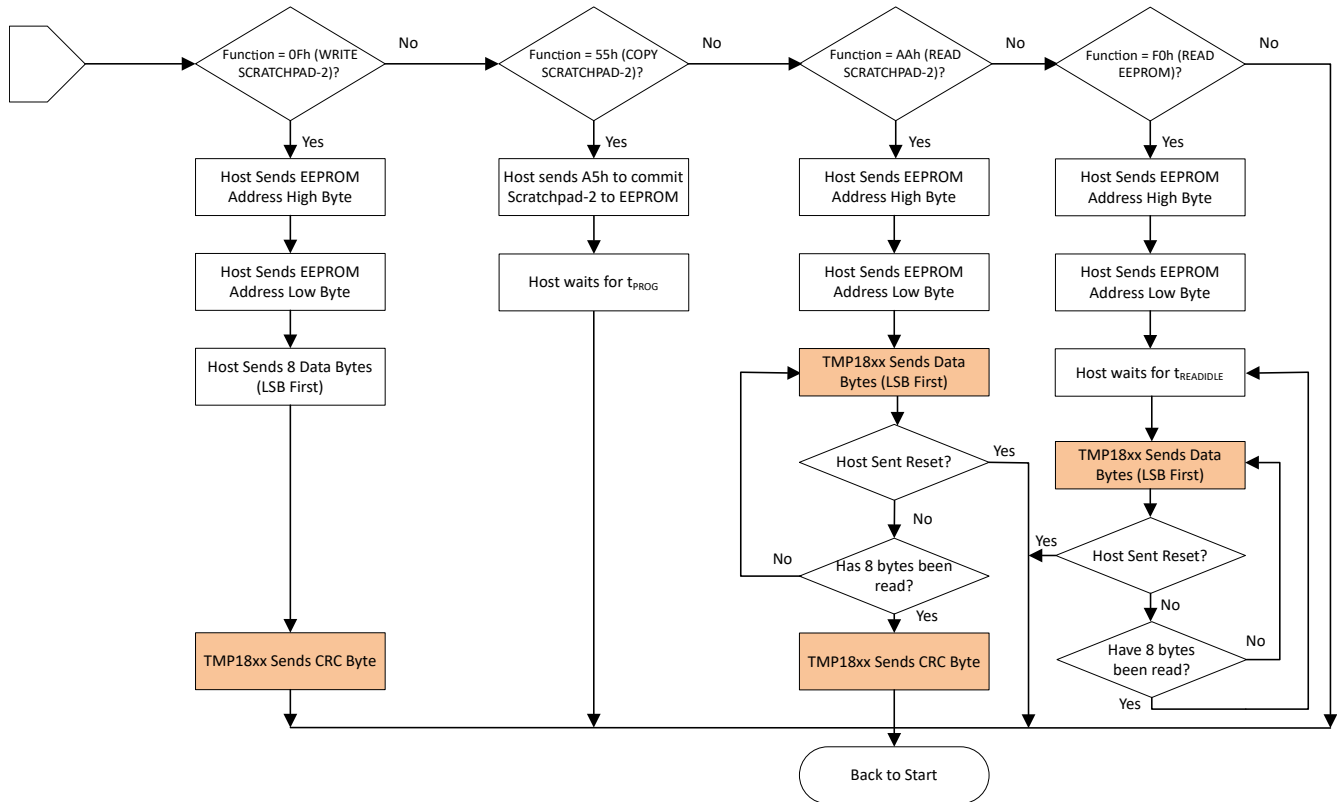 Function = 0Fh (WRITE
SCRATCHPAD-2)?
No
Yes
Host Sends EEPROM
Address High Byte
Host Sends EEPROM
Address Low Byte
Host Sends 8 Data Bytes
(LSB First)
TMP18xx Sends CRC Byte
Function = 55h (COPY
SCRATCHPAD-2)?
No
Yes
Host sends A5h to commit
Scratchpad-2 to EEPROM
Host waits for tPROG
Function = AAh (READ
SCRATCHPAD-2)?
No
Yes
Host Sends EEPROM
Address High Byte
Host Sends EEPROM
Address Low Byte
TMP18xx Sends Data
Bytes (LSB First)
Host Sent Reset?
Yes
No
Has 8 bytes been
read?
No
Yes
TMP18xx Sends CRC Byte
Function = F0h (READ
EEPROM)?
No
Yes
Host Sends EEPROM
Address High Byte
Host Sends EEPROM
Address Low Byte
Host waits for tREADIDLE
TMP18xx Sends Data
Bytes (LSB First)
Host Sent Reset?
Yes
No
Have 8 bytes
been read?
No
Yes
Back to Start